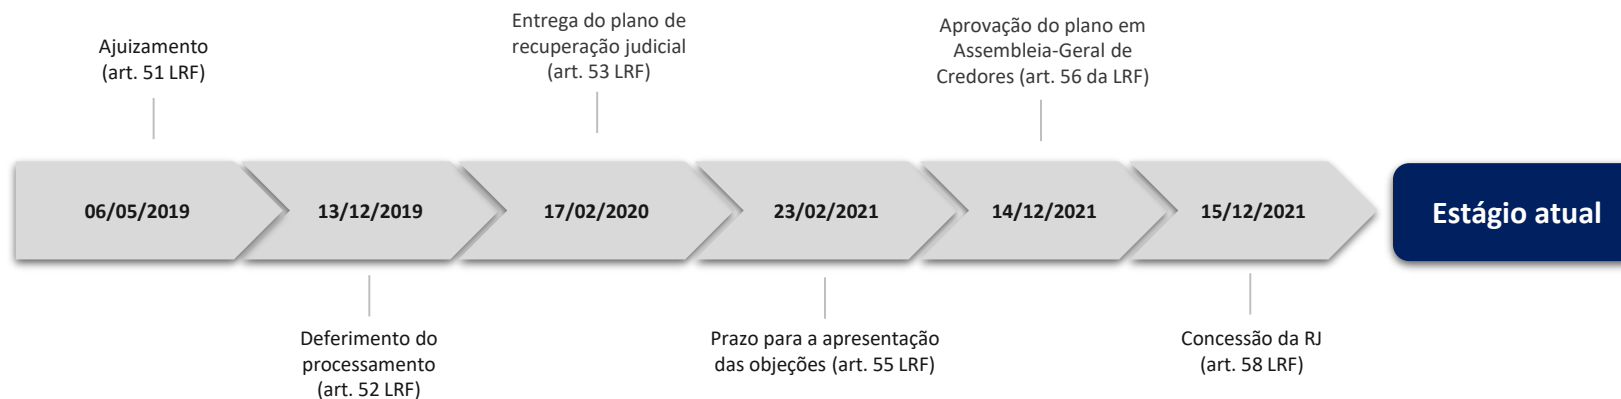 Ajuizamento
(art. 51 LRF)
Entrega do plano de
recuperação judicial
(art. 53 LRF)
Aprovação do plano em
Assembleia-Geral de
Credores (art. 56 da LRF)
06/05/2019
13/12/2019
17/02/2020
23/02/2021
14/12/2021
15/12/2021
Estágio atual
Deferimento do
processamento
(art. 52 LRF)
Prazo para a apresentação
das objeções (art. 55 LRF)
Concessão da RJ
(art. 58 LRF)